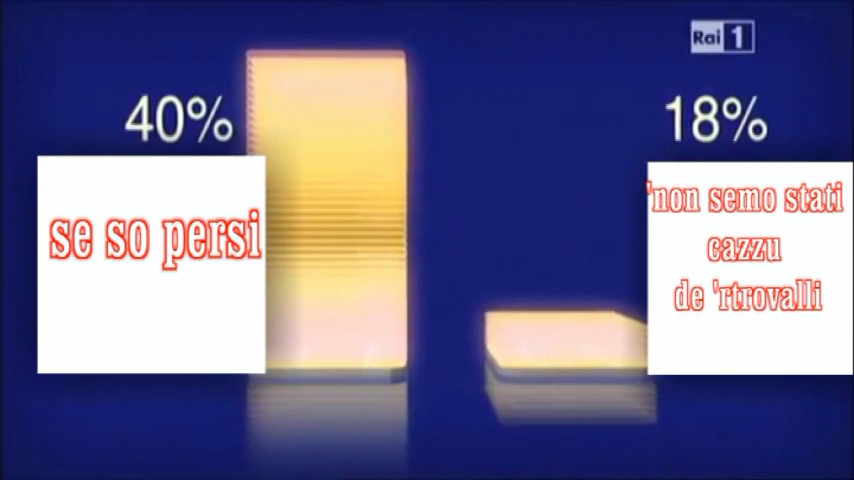 Rai 1
40%
18%
se so persi
'non semo stati
cazzu
de 'rtrovalli